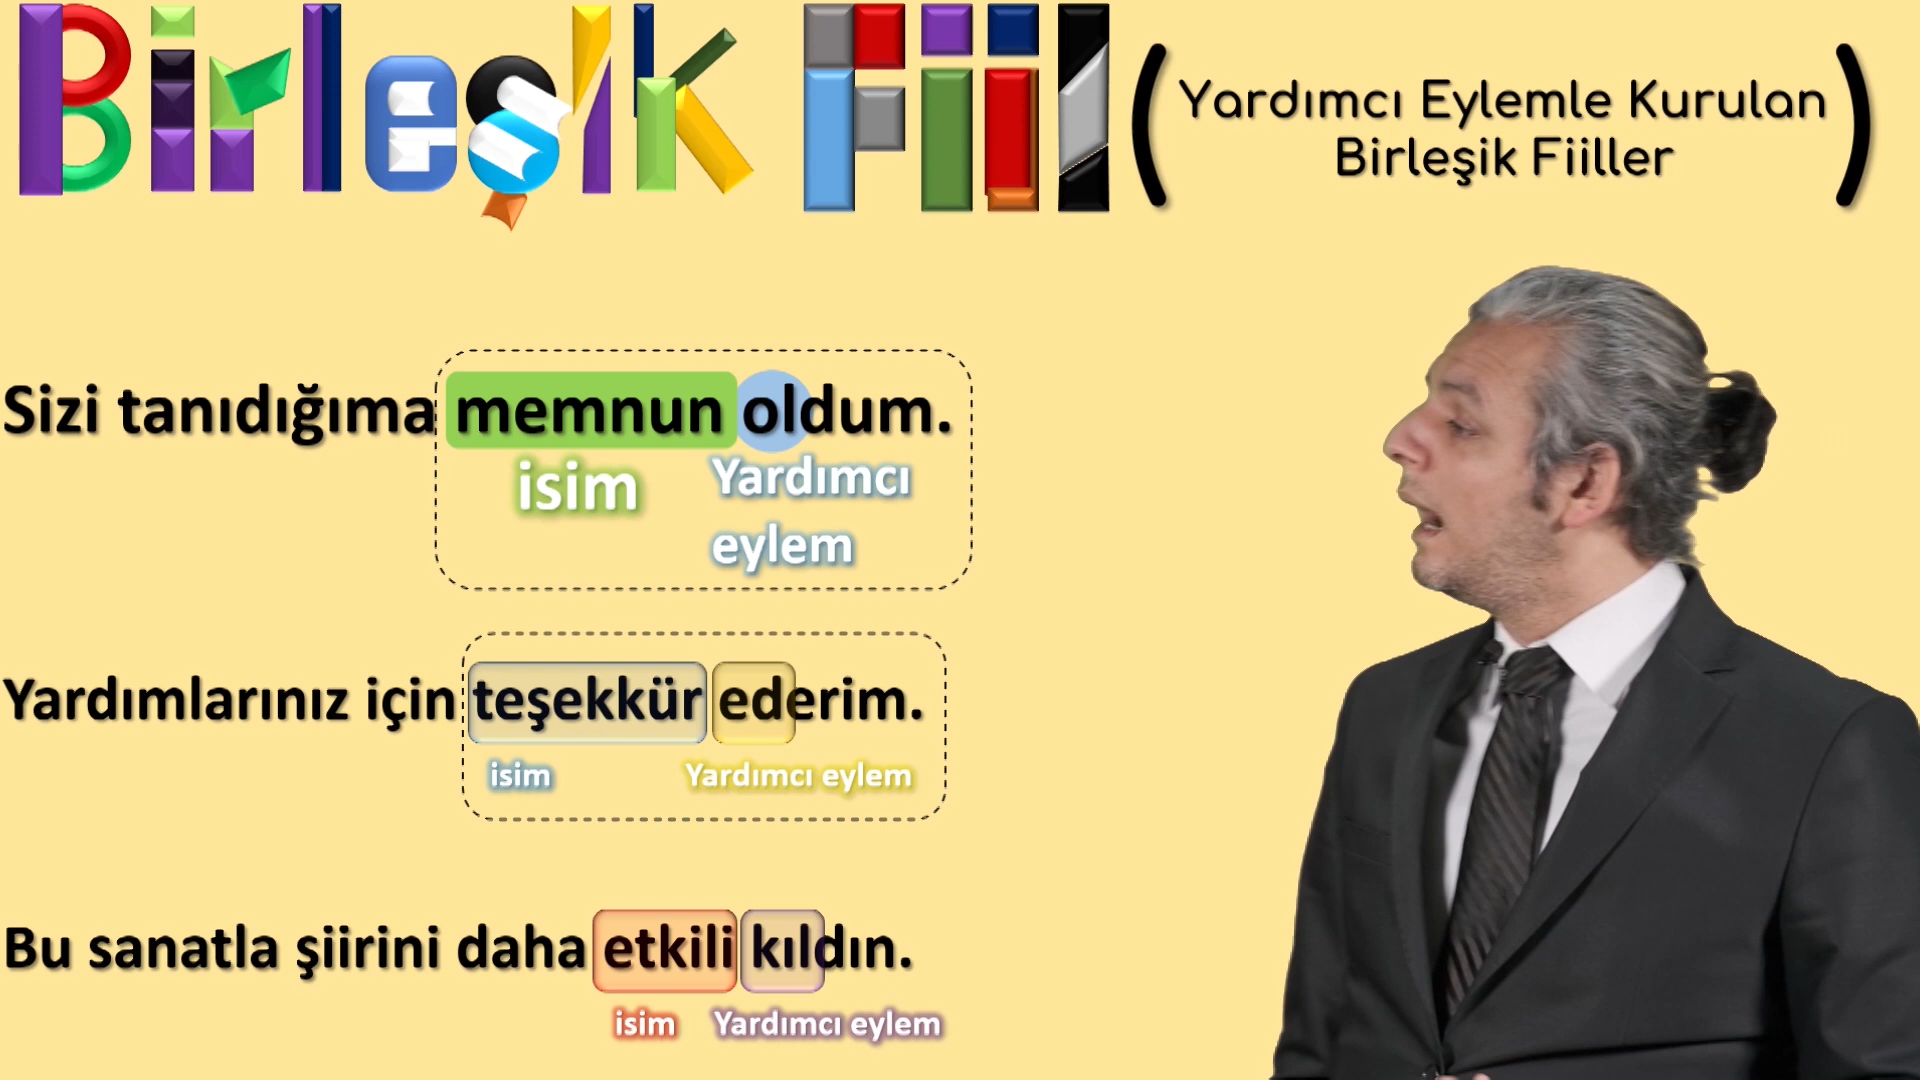 Birleşik Fiil
(Yardımcı Eylemle Kurulan
Birleşik Fiiller)
Sizi tanıdığıma memnun oldum.
isim Yardımcı
eylem
Yardımlarınız için teşekkür ederim.
isim Yardımcı eylem
Bu sanatla şiirini daha etkili kıldın.
isim Yardımcı eylem